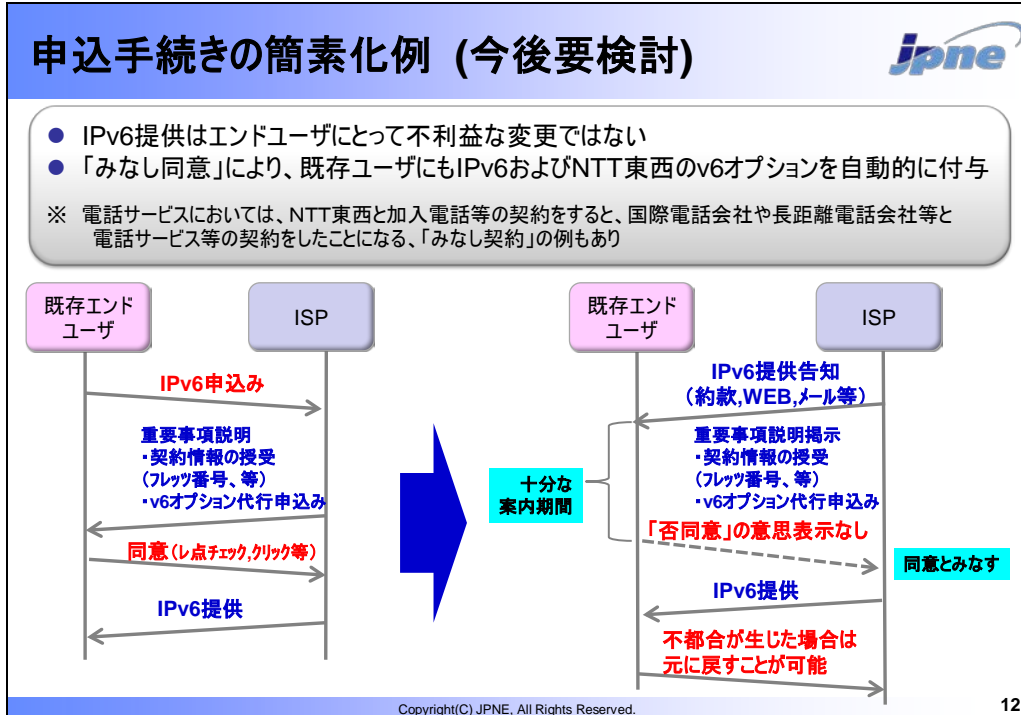 申込手続きの簡素化例 (今後要検討)
jpne
● IPv6提供はエンドユーザにとって不利益な変更ではない
● 「みなし同意」により、既存ユーザにもIPv6およびNTT東西のv6オプションを自動的に付与
※ 電話サービスにおいては、NTT東西と加入電話等の契約をすると、国際電話会社や長距離電話会社等と
電話サービス等の契約をしたことになる、「みなし契約」の例もあり
既存エンド
ユーザ
ISP
IPv6申込み
重要事項説明
・契約情報の授受
(フレッツ番号、等)
・v6オプション代行申込み
同意(レ点チェック,クリック等)
IPv6提供
既存エンド
ユーザ
ISP
IPv6提供告知
(約款,WEB,メール等)
重要事項説明掲示
・契約情報の授受
(フレッツ番号、等)
・v6オプション代行申込み
十分な
案内期間
「否同意」の意思表示なし
同意とみなす
IPv6提供
不都合が生じた場合は
元に戻すことが可能
Copyright(C) JPNE, All Rights Reserved.
12